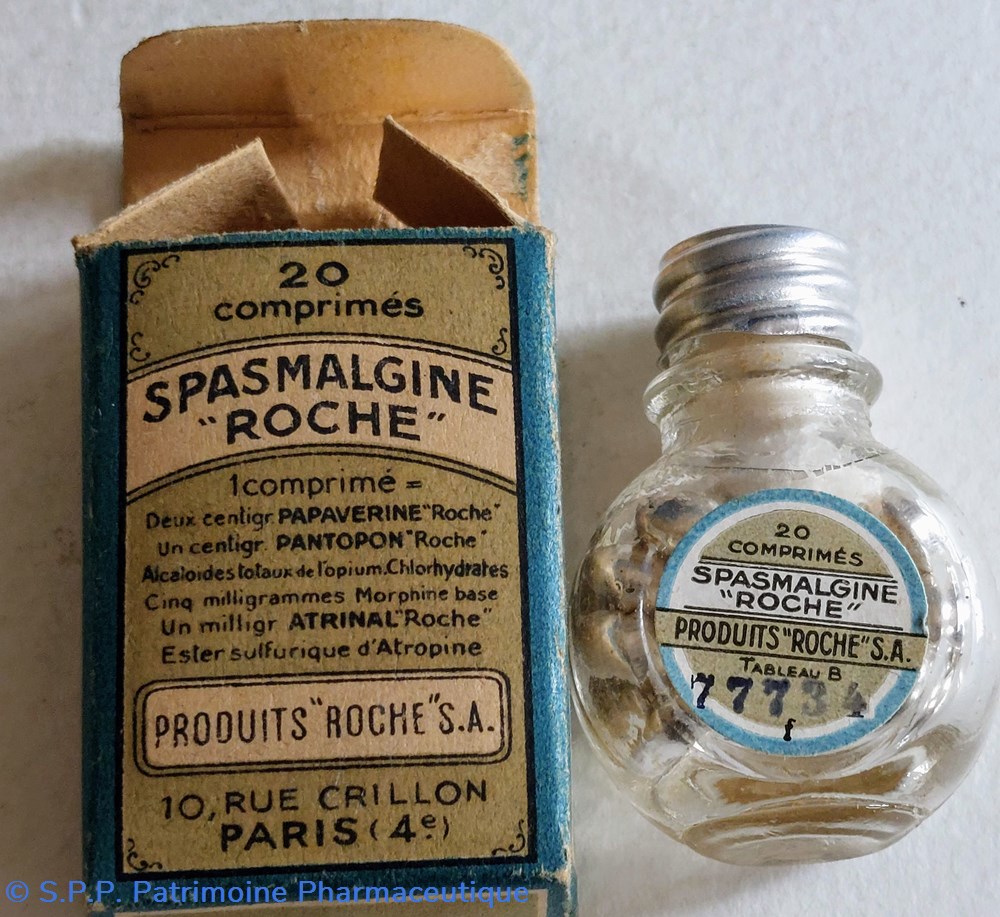 20
comprimés
SPASMALGINE
"ROCHE"
1 comprimé =
Deux centigr. PAPAVERINE "Roche"
Un centigr. PANTOPON "Roche"
Alcaloïdes totaux de l'opium. Chlorhydrates
Cinq milligrammes Morphine base
Un milligr ATRINAL "Roche"
Ester sulfurique d'Atropine
PRODUITS "ROCHE" S.A.
10, RUE CRILLON
PARIS (4e)
20
COMPRIMÉS
SPASMALGINE
"ROCHE"
PRODUITS "ROCHE" S.A.
TABLEAU B
77734
f
© S.P.P. Patrimoine Pharmaceutique